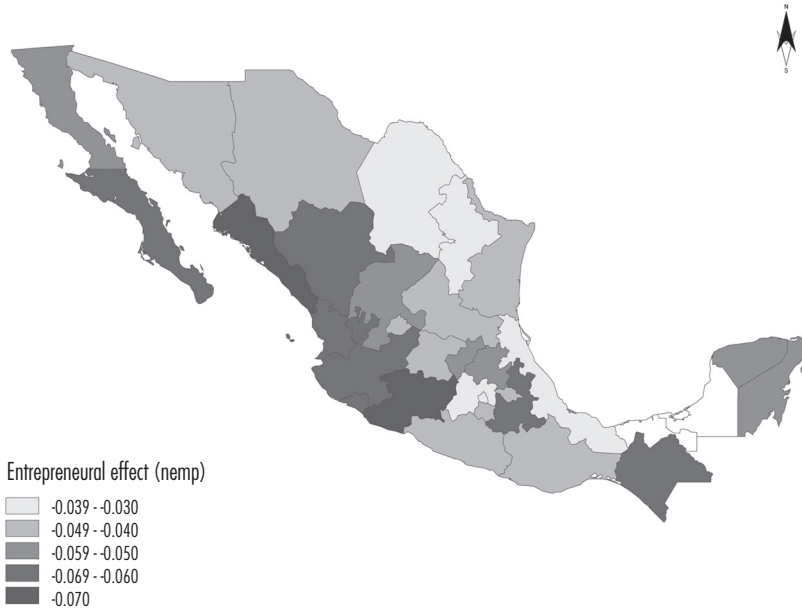 N
S
Entrepreneural effect (nemp)
-0.039 - -0.030
-0.049 - -0.040
-0.059 - -0.050
-0.069 - -0.060
-0.070